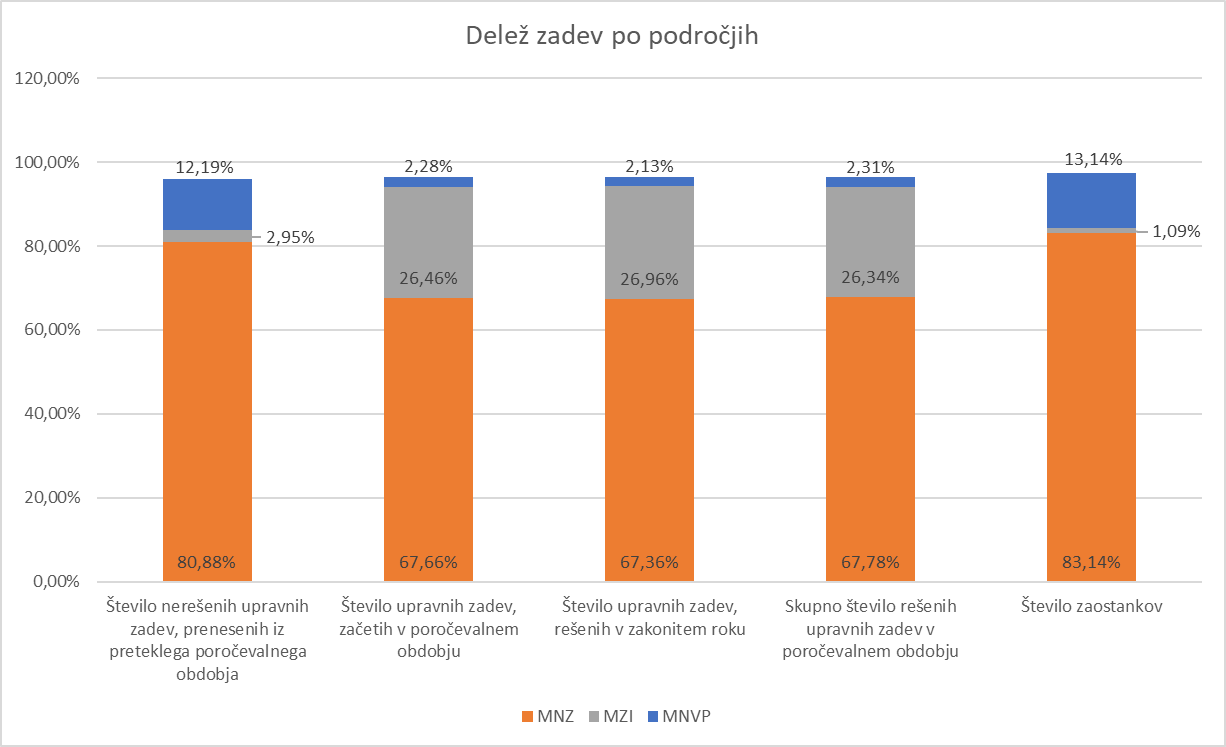 Delež zadev po področjih
120,00%
100,00%
80,00%
60,00%
40,00%
20,00%
0,00%
12,19%
2,28%
2,13%
2,31%
13,14%
2,95%
26,46%
26,96%
26,34%
1,09%
80,88%
67,66%
67,36%
67,78%
83,14%
Število nerešenih upravnih
zadev, prenesenih iz
preteklega poročevalnega
obdobja
Število upravnih zadev,
začetih v poročevalnem
obdobju
Število upravnih zadev,
rešenih v zakonitem roku
Skupno število rešenih
upravnih zadev v
poročevalnem obdobju
Število zaostankov
MNZ MZI MNVP